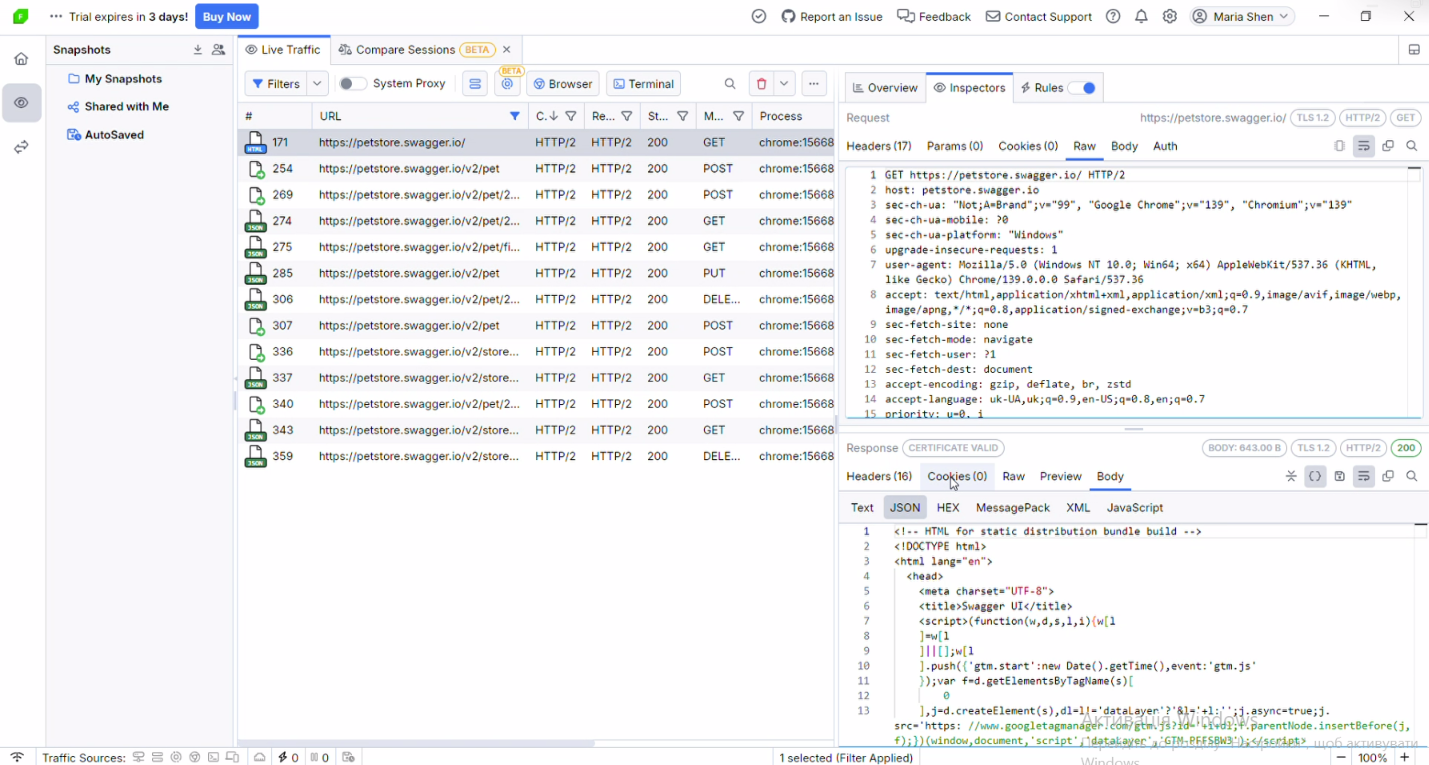 Trial expires in 3 days! Buy Now Report an Issue Feedback Contact Support Maria Shen
Snapshots
My Snapshots
Shared with Me
AutoSaved
Live Traffic Compare Sessions BETA
Filters System Proxy BETA Browser Terminal
# URL C... Re... St... M... Process
HTML 171 https://petstore.swagger.io/ HTTP/2 HTTP/2 200 GET chrome:15668
254 https://petstore.swagger.io/v2/pet HTTP/2 HTTP/2 200 POST chrome:15668
269 https://petstore.swagger.io/v2/pet/2... HTTP/2 HTTP/2 200 POST chrome:15668
JSON 274 https://petstore.swagger.io/v2/pet/2... HTTP/2 HTTP/2 200 GET chrome:15668
JSON 275 https://petstore.swagger.io/v2/pet/fi... HTTP/2 HTTP/2 200 GET chrome:15668
JSON 285 https://petstore.swagger.io/v2/pet HTTP/2 HTTP/2 200 PUT chrome:15668
JSON 306 https://petstore.swagger.io/v2/pet/2... HTTP/2 HTTP/2 200 DELE... chrome:15668
307 https://petstore.swagger.io/v2/pet HTTP/2 HTTP/2 200 POST chrome:15668
336 https://petstore.swagger.io/v2/store... HTTP/2 HTTP/2 200 POST chrome:15668
JSON 337 https://petstore.swagger.io/v2/store... HTTP/2 HTTP/2 200 GET chrome:15668
340 https://petstore.swagger.io/v2/pet/2... HTTP/2 HTTP/2 200 POST chrome:15668
JSON 343 https://petstore.swagger.io/v2/store... HTTP/2 HTTP/2 200 GET chrome:15668
JSON 359 https://petstore.swagger.io/v2/store... HTTP/2 HTTP/2 200 DELE... chrome:15668
Overview Inspectors Rules
Request https://petstore.swagger.io/ TLS 1.2 HTTP/2 GET
Headers (17) Params (0) Cookies (0) Raw Body Auth
1 GET https://petstore.swagger.io/ HTTP/2
2 host: petstore.swagger.io
3 sec-ch-ua: "Not;A=Brand";v="99", "Google Chrome";v="139", "Chromium";v="139"
4 sec-ch-ua-mobile: ?0
5 sec-ch-ua-platform: "Windows"
6 upgrade-insecure-requests: 1
7 user-agent: Mozilla/5.0 (Windows NT 10.0; Win64; x64) AppleWebKit/537.36 (KHTML,
like Gecko) Chrome/139.0.0.0 Safari/537.36
8 accept: text/html,application/xhtml+xml,application/xml;q=0.9,image/avif,image/webp,
image/apng,*/*;q=0.8,application/signed-exchange;v=b3;q=0.7
9 sec-fetch-site: none
10 sec-fetch-mode: navigate
11 sec-fetch-user: ?1
12 sec-fetch-dest: document
13 accept-encoding: gzip, deflate, br, zstd
14 accept-language: uk-UA,uk;q=0.9,en-US;q=0.8,en;q=0.7
15 priority: u=0, i
Response CERTIFICATE VALID BODY: 643.00 B TLS 1.2 HTTP/2 200
Headers (16) Cookies (0) Raw Preview Body
Text JSON HEX MessagePack XML JavaScript
1 <!-- HTML for static distribution bundle build -->
2 <!DOCTYPE html>
3 <html lang="en">
4 <head>
5 <meta charset="UTF-8">
6 <title>Swagger UI</title>
7 <script>(function(w,d,s,l,i){w[l
8 ]=w[l
9 ]||[];w[l
10 ].push({'gtm.start':new Date().getTime(),event:'gtm.js'
11 });var f=d.getElementsByTagName(s)[
12 0
13 ],j=d.createElement(s),dl=l!='dataLayer'?'&l='+l:'';j.async=true;j.
src='https: //www.googletagmanager.com/gtm.js?id='+i+dl;f.parentNode.insertBefore(j,
f);})(window,document,'script','dataLayer','GTM-PFFSBW3');</script>
Активація Windows
щоб активувати
Windows
Traffic Sources: 0 0 1 selected (Filter Applied) 100%